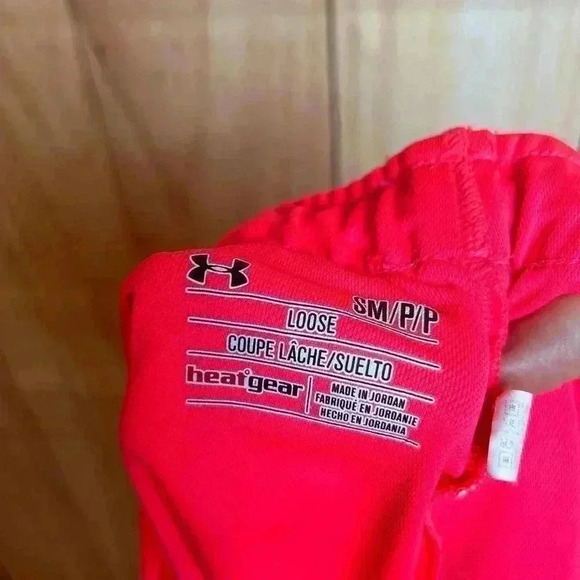 SM/P/P
LOOSE
COUPE LÂCHE/SUELTO
heatgear
MADE IN JORDAN
FABRIQUÉ EN JORDANIE
HECHO EN JORDANIA